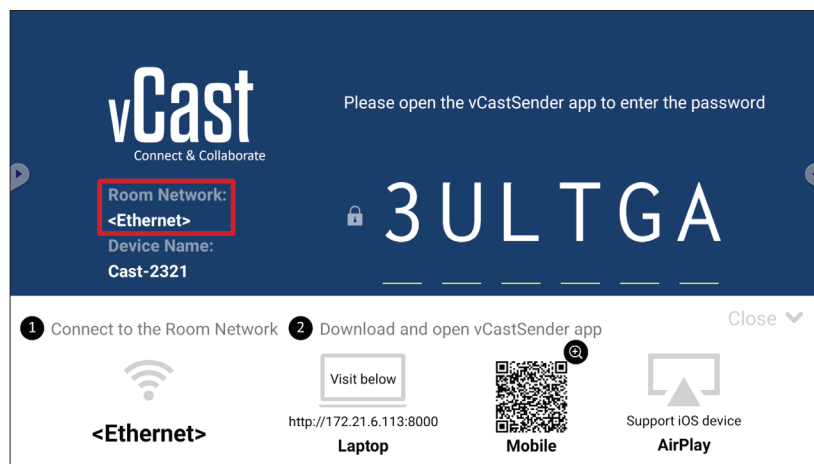 vCast
Connect & Collaborate
Please open the vCastSender app to enter the password
Room Network:
<Ethernet>
Device Name:
Cast-2321
3ULTGA
1 Connect to the Room Network
2 Download and open vCastSender app
Close
<Ethernet>
Visit below
http://172.21.6.113:8000
Laptop
Mobile
Support iOS device
AirPlay